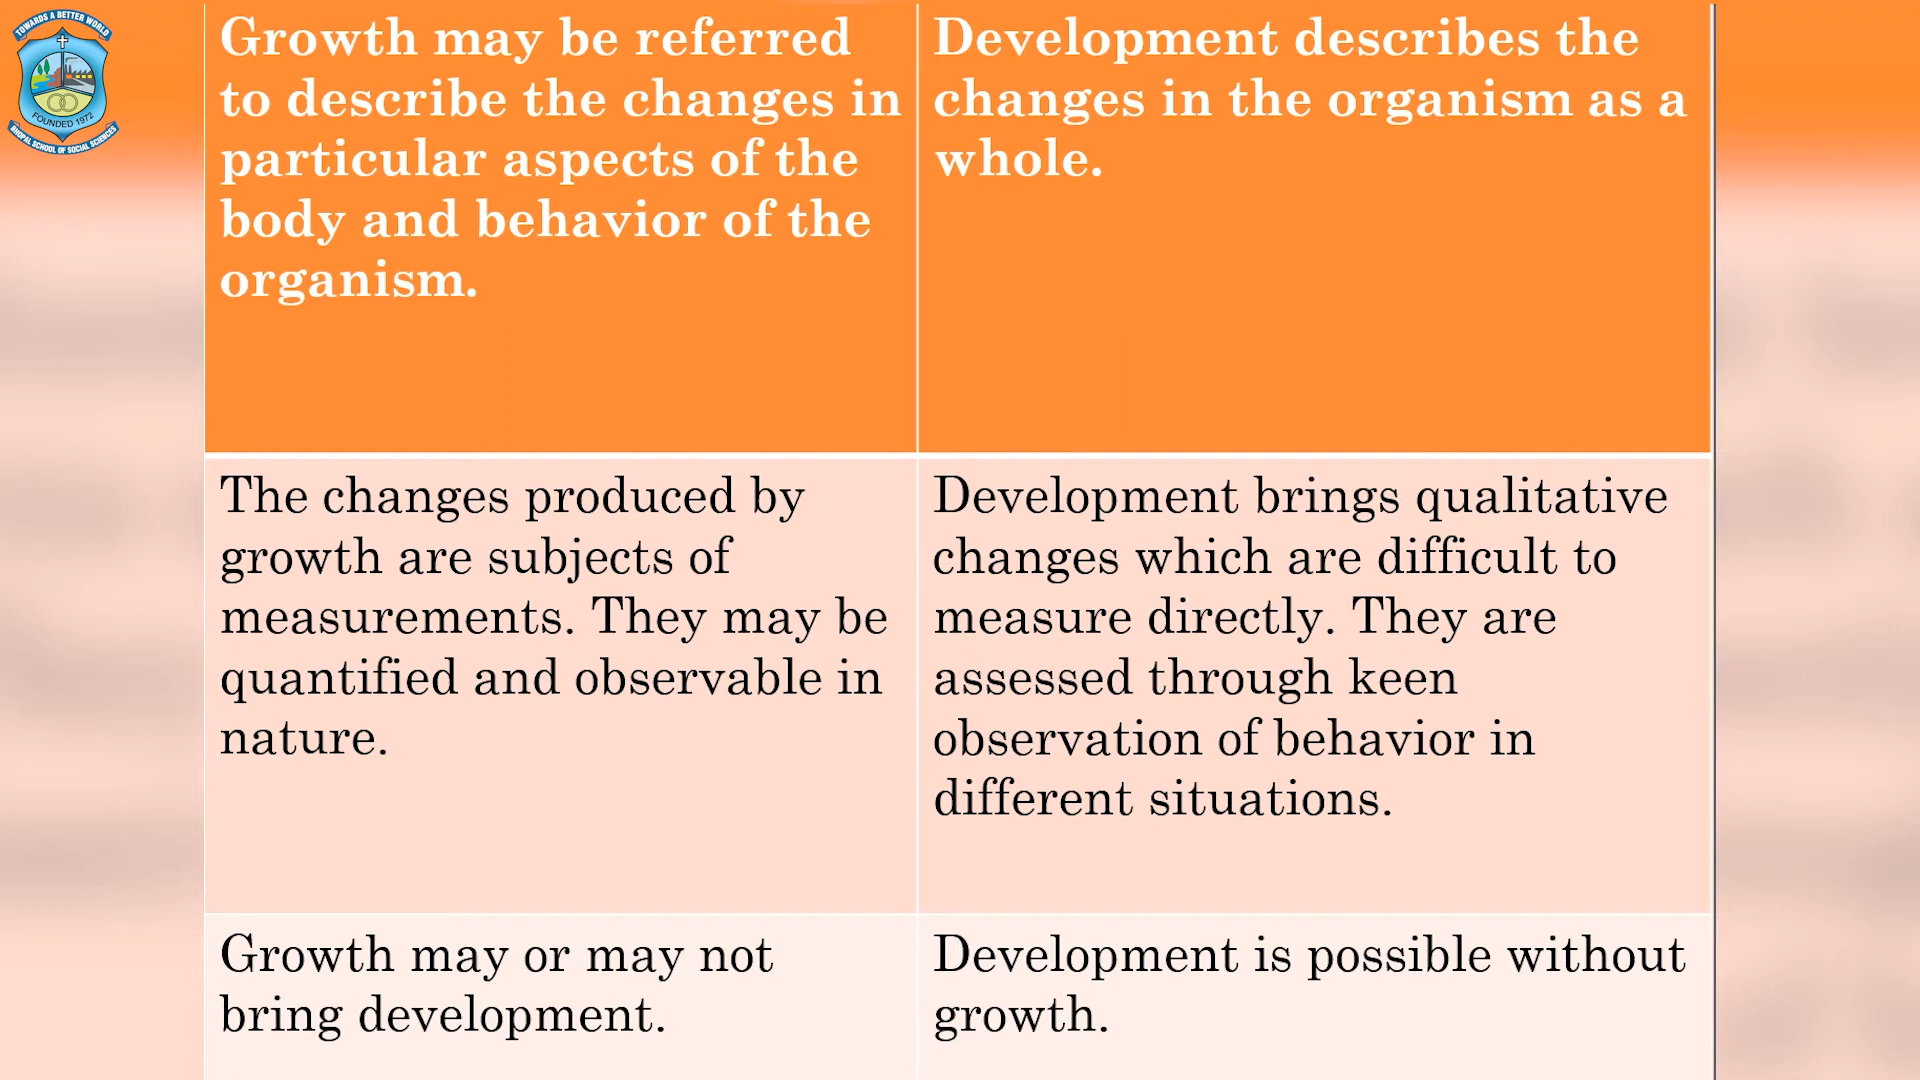 TOWARDS A BETTER WORLD
FOUNDED 1972
BHOPAL SCHOOL OF SOCIAL SCIENCES
Growth may be referred
to describe the changes in
particular aspects of the
body and behavior of the
organism.
Development describes the
changes in the organism as a
whole.
The changes produced by
growth are subjects of
measurements. They may be
quantified and observable in
nature.
Development brings qualitative
changes which are difficult to
measure directly. They are
assessed through keen
observation of behavior in
different situations.
Growth may or may not
bring development.
Development is possible without
growth.